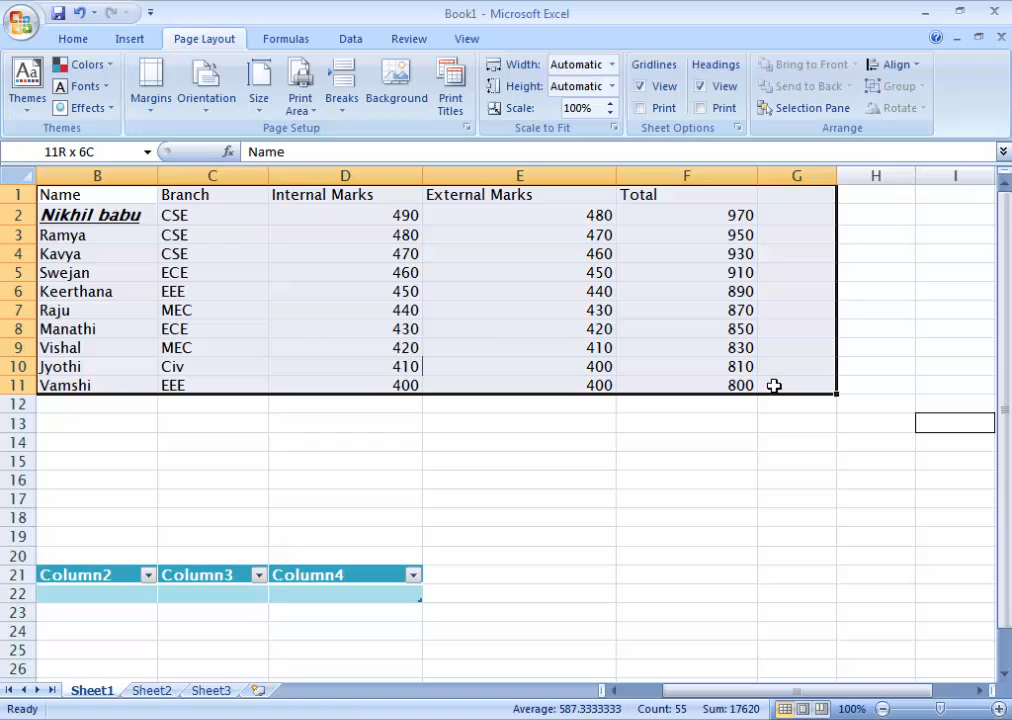 Book1 - Microsoft Excel
Home Insert Page Layout Formulas Data Review View
Colors Width: Automatic Gridlines Headings Bring to Front Align
Aa Fonts Height: Automatic View View Send to Back Group
Themes Effects Margins Orientation Size Print Area Breaks Background Print Titles Scale: 100% Print Print Selection Pane Rotate
Themes Page Setup Scale to Fit Sheet Options Arrange
11R x 6C fx Name
B C D E F G H I
1 Name Branch Internal Marks External Marks Total
2 Nikhil babu CSE 490 480 970
3 Ramya CSE 480 470 950
4 Kavya CSE 470 460 930
5 Swejan ECE 460 450 910
6 Keerthana EEE 450 440 890
7 Raju MEC 440 430 870
8 Manathi ECE 430 420 850
9 Vishal MEC 420 410 830
10 Jyothi Civ 410 400 810
11 Vamshi EEE 400 400 800
12
13
14
15
16
17
18
19
20
21 Column2 Column3 Column4
22
23
24
25
26
Sheet1 Sheet2 Sheet3
Ready Average: 587.3333333 Count: 55 Sum: 17620 100%